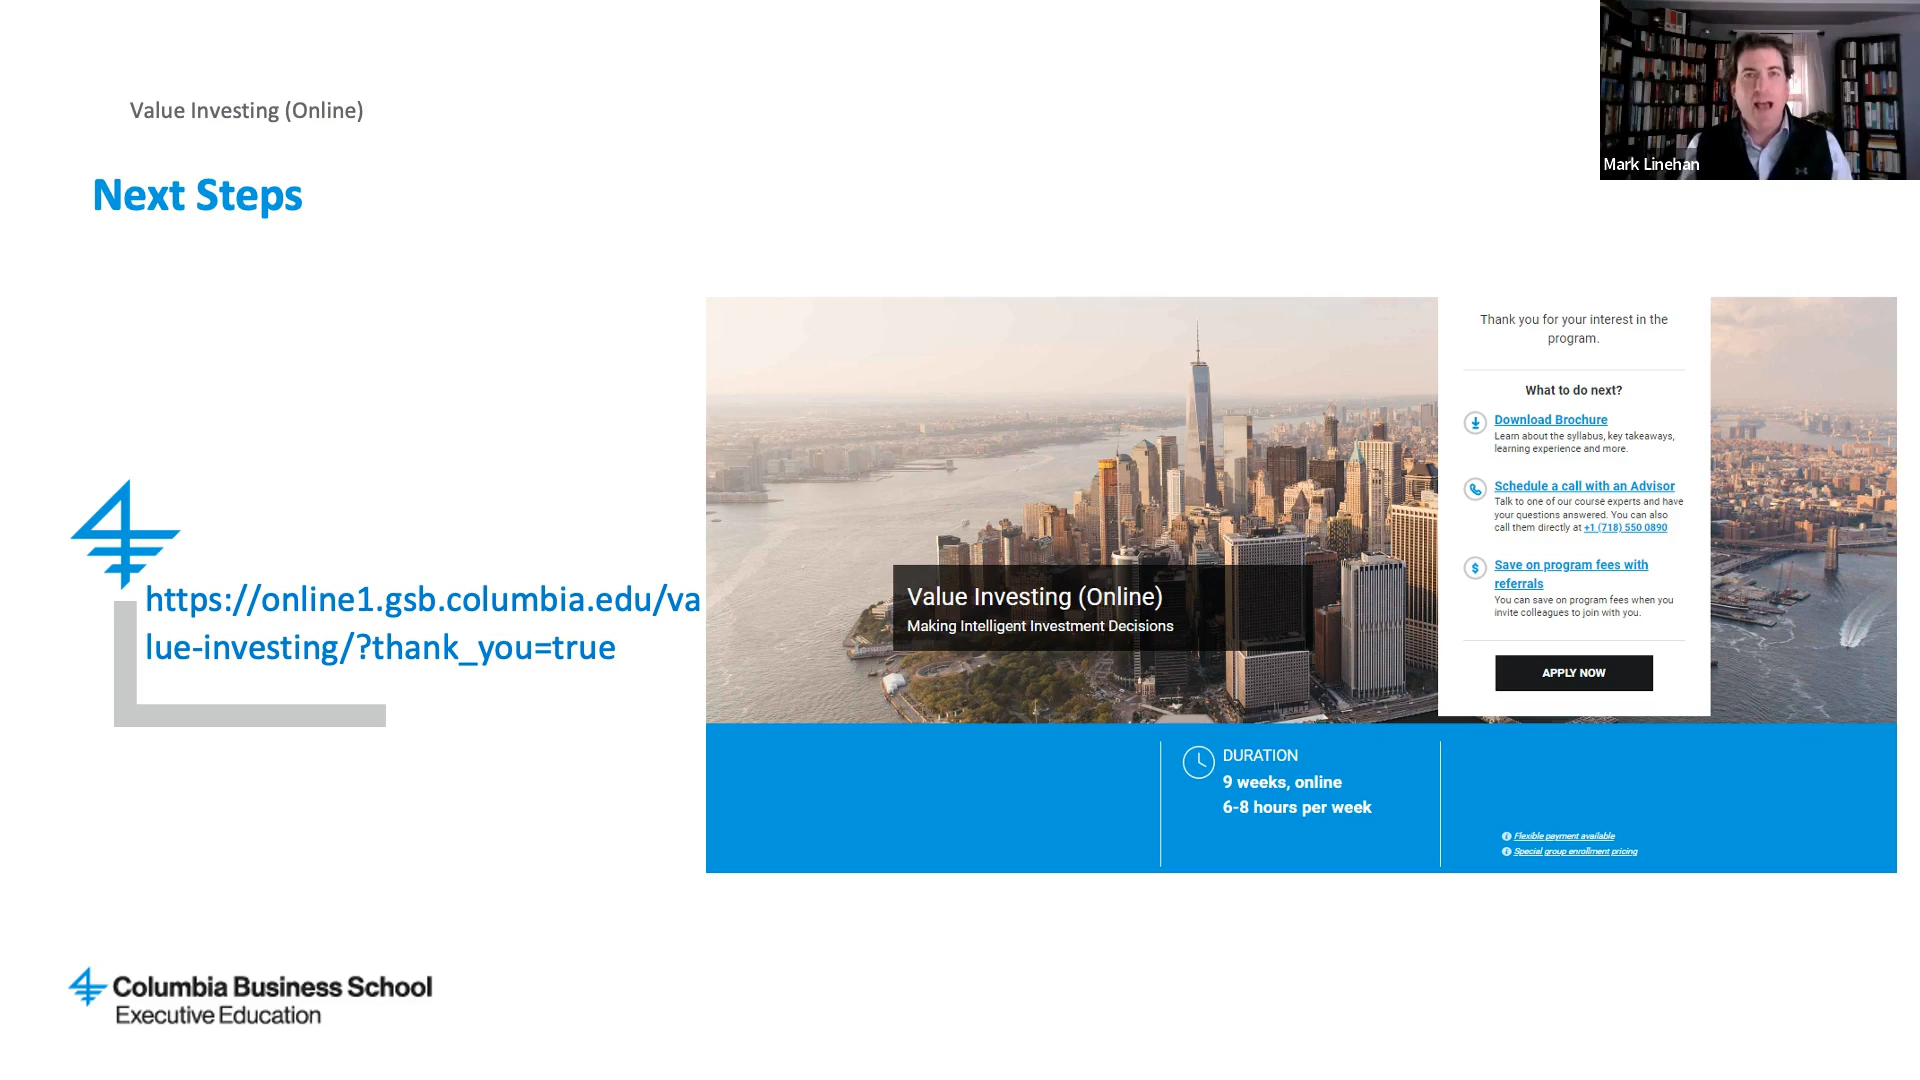 Value Investing (Online)
Next Steps
Mark Linehan
https://online1.gsb.columbia.edu/va
lue-investing/?thank_you=true
Value Investing (Online)
Making Intelligent Investment Decisions
Thank you for your interest in the
program.
What to do next?
Download Brochure
Learn about the syllabus, key takeaways,
learning experience and more.
Schedule a call with an Advisor
Talk to one of our course experts and have
your questions answered. You can also
call them directly at +1 (718) 550 0890
Save on program fees with
referrals
You can save on program fees when you
invite colleagues to join with you.
APPLY NOW
DURATION
9 weeks, online
6-8 hours per week
Flexible payment available
Special group enrollment pricing
Columbia Business School
Executive Education